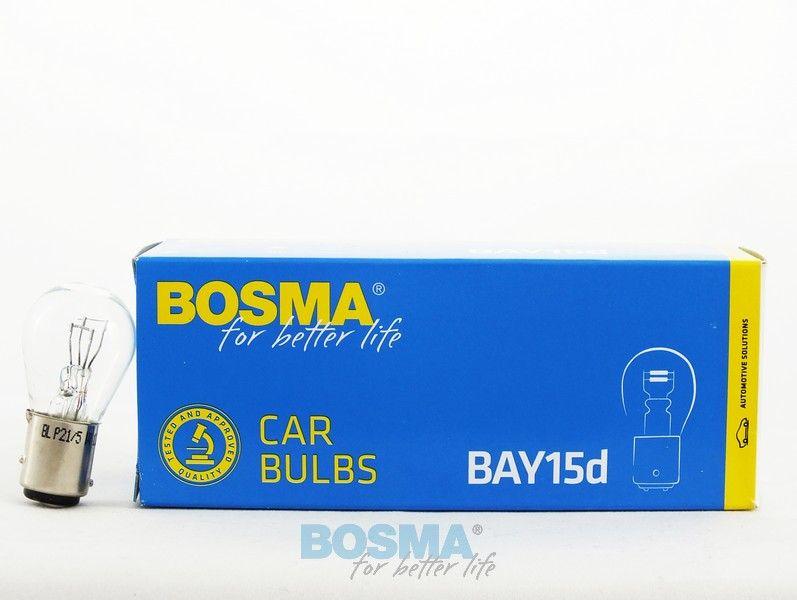 BAY15d
BOSMA®
for better life
AUTOMOTIVE SOLUTIONS
TESTED AND APPROVED
QUALITY
CAR
BULBS
BAY15d
BL P21/5
BOSMA®
for better life